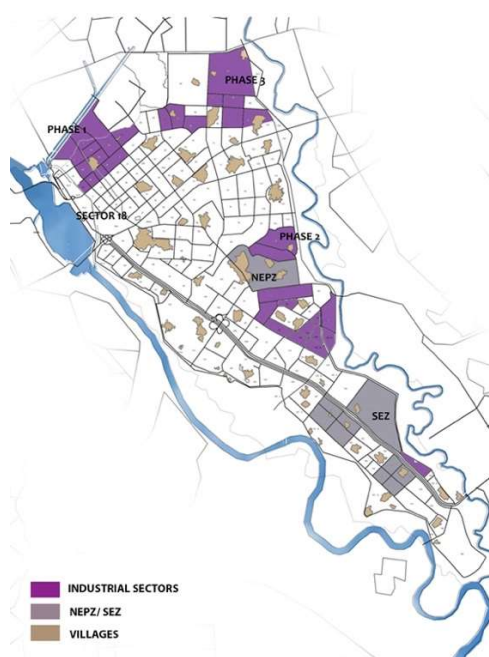 PHASE 3
PHASE 1
SECTOR 18
PHASE 2
NEPZ
SEZ
INDUSTRIAL SECTORS
NEPZ/ SEZ
VILLAGES